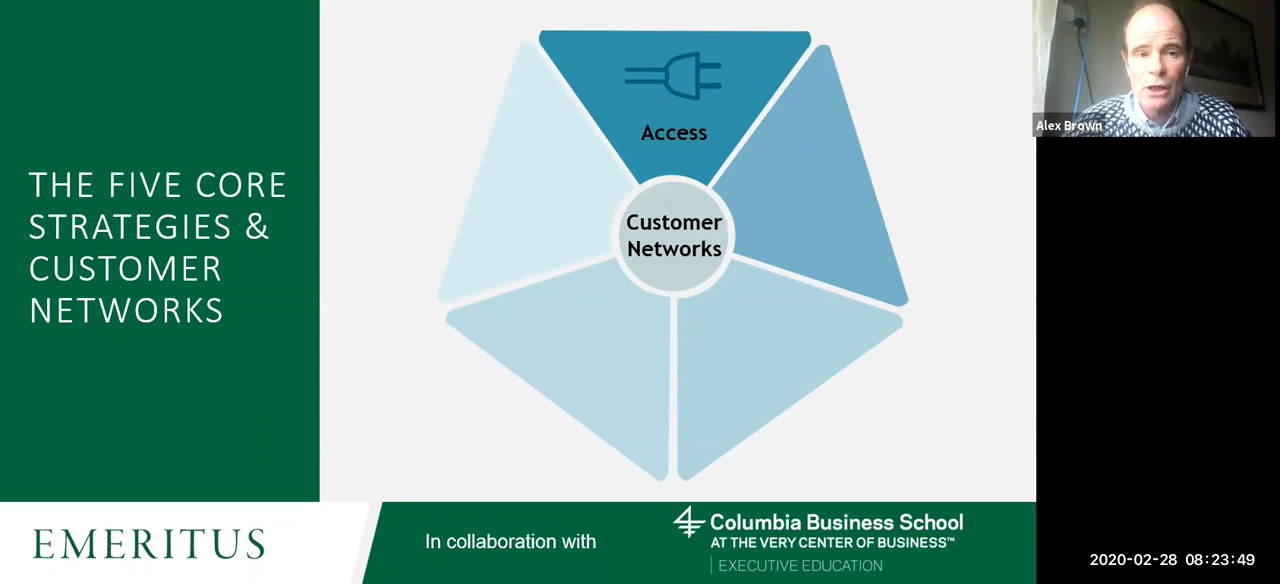 THE FIVE CORE
STRATEGIES &
CUSTOMER
NETWORKS
Access
Customer
Networks
Alex Brown
EMERITUS
In collaboration with
Columbia Business School
AT THE VERY CENTER OF BUSINESS™
EXECUTIVE EDUCATION
2020-02-28 08:23:49